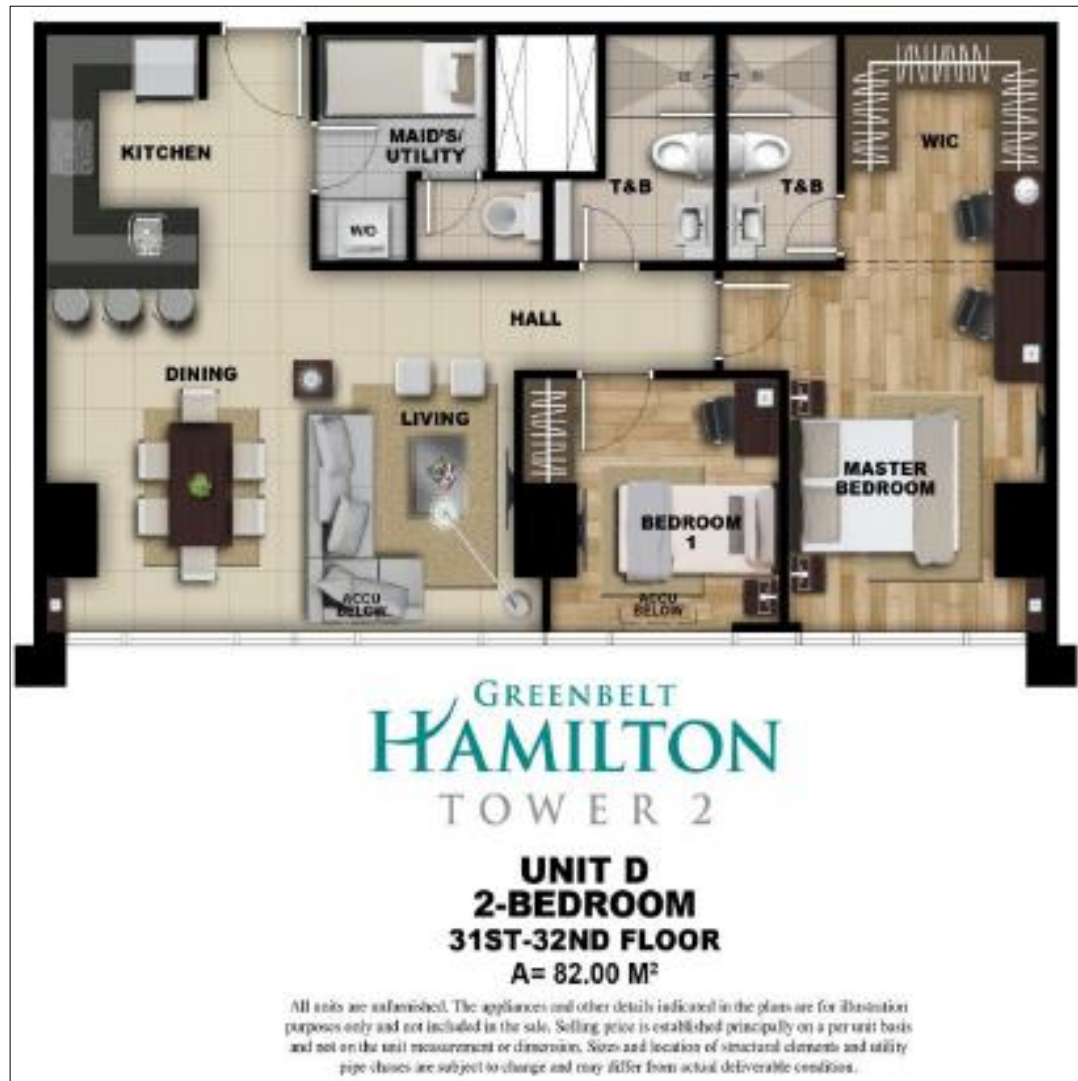 KITCHEN
MAID'S/
UTILITY
W/D
T&B
T&B
WIC
HALL
DINING
LIVING
BEDROOM
1
MASTER
BEDROOM
ACCU
BELOW
ACCU
BELOW
GREENBELT
HAMILTON
TOWER 2
UNIT D
2-BEDROOM
31ST-32ND FLOOR
A= 82.00 M²
All units are unfurnished. The appliances and other details indicated in the plans are for illustration
purposes only and not included in the sale. Selling price is established principally on a per unit basis
and not on the unit measurement or dimension. Sizes and location of structural elements and utility
pipe chases are subject to change and may differ from actual deliverable condition.